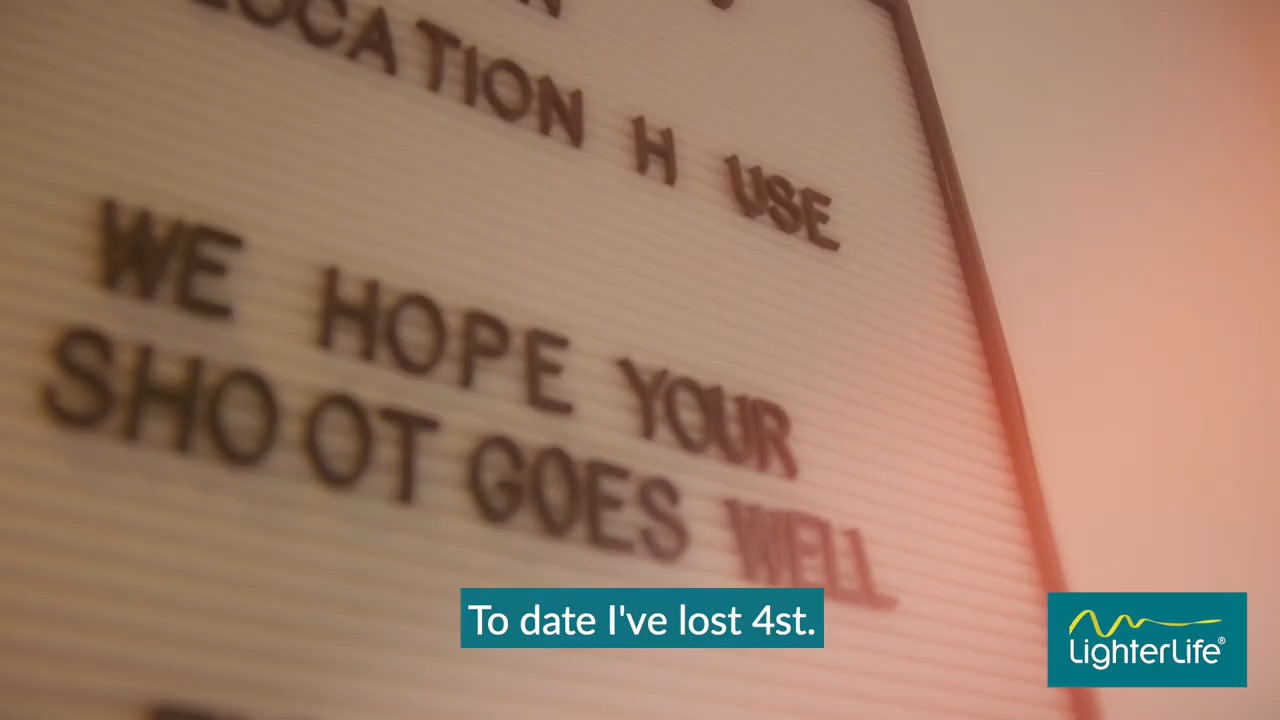 LOCATION H USE
WE HOPE YOUR
SHOOT GOES WELL
To date I've lost 4st.
LighterLife®